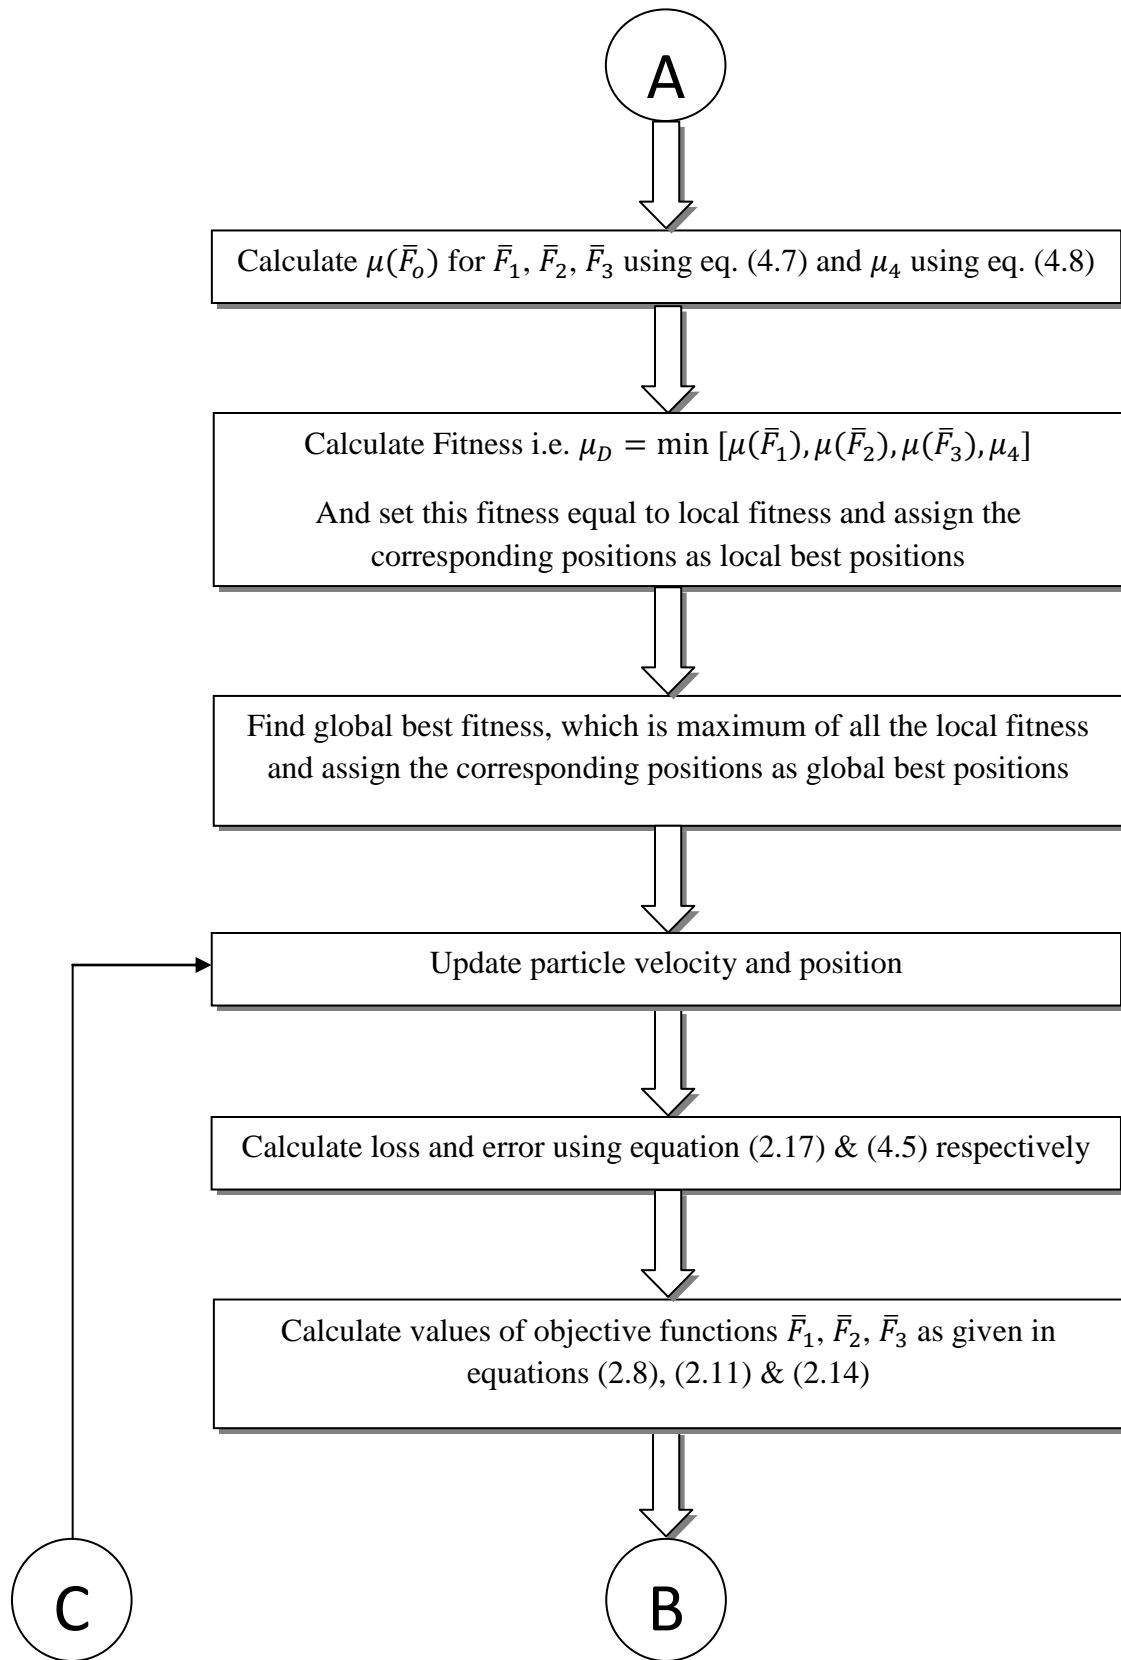 A
Calculate 𝜇(F̄ₒ) for F̄₁, F̄₂, F̄₃ using eq. (4.7) and 𝜇₄ using eq. (4.8)
Calculate Fitness i.e. 𝜇_D = min [𝜇(F̄₁), 𝜇(F̄₂), 𝜇(F̄₃), 𝜇₄]
And set this fitness equal to local fitness and assign the
corresponding positions as local best positions
Find global best fitness, which is maximum of all the local fitness
and assign the corresponding positions as global best positions
Update particle velocity and position
Calculate loss and error using equation (2.17) & (4.5) respectively
Calculate values of objective functions F̄₁, F̄₂, F̄₃ as given in
equations (2.8), (2.11) & (2.14)
C
B